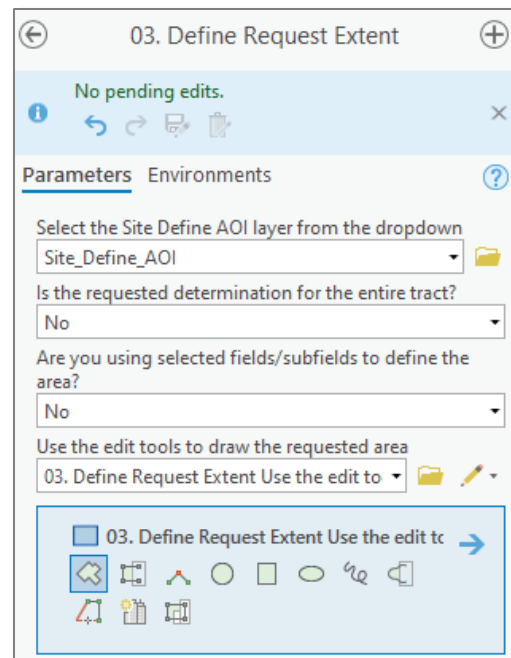 03. Define Request Extent
No pending edits.
Parameters Environments
Select the Site Define AOI layer from the dropdown
Site_Define_AOI
Is the requested determination for the entire tract?
No
Are you using selected fields/subfields to define the
area?
No
Use the edit tools to draw the requested area
03. Define Request Extent Use the edit to
03. Define Request Extent Use the edit tc